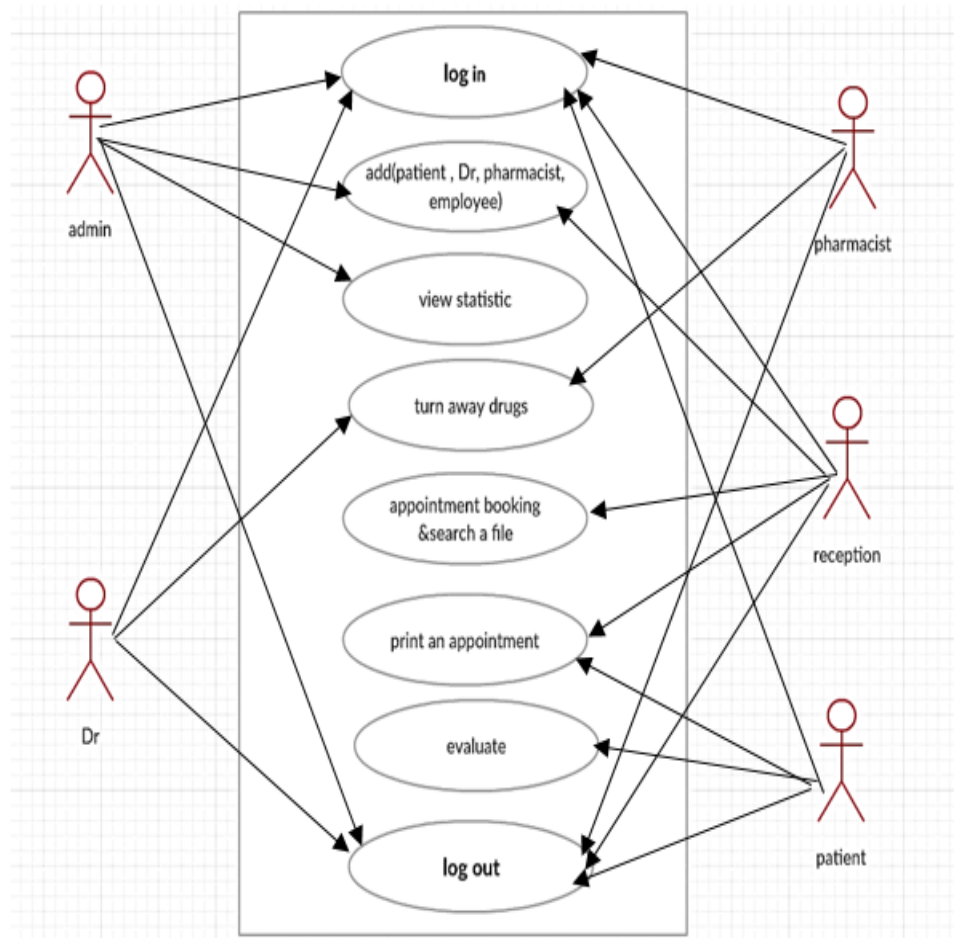 log in
add(patient , Dr, pharmacist,
employee)
admin
pharmacist
view statistic
turn away drugs
appointment booking
&search a file
reception
print an appointment
Dr
evaluate
log out
patient